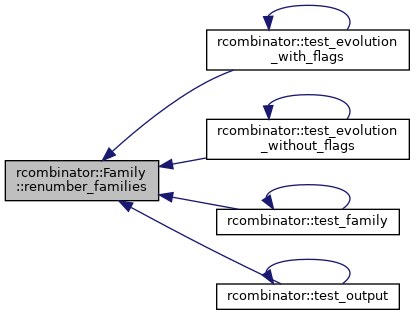 rcombinator::test_evolution
_with_flags
rcombinator::test_evolution
_without_flags
rcombinator::Family
::renumber_families
rcombinator::test_family
rcombinator::test_output